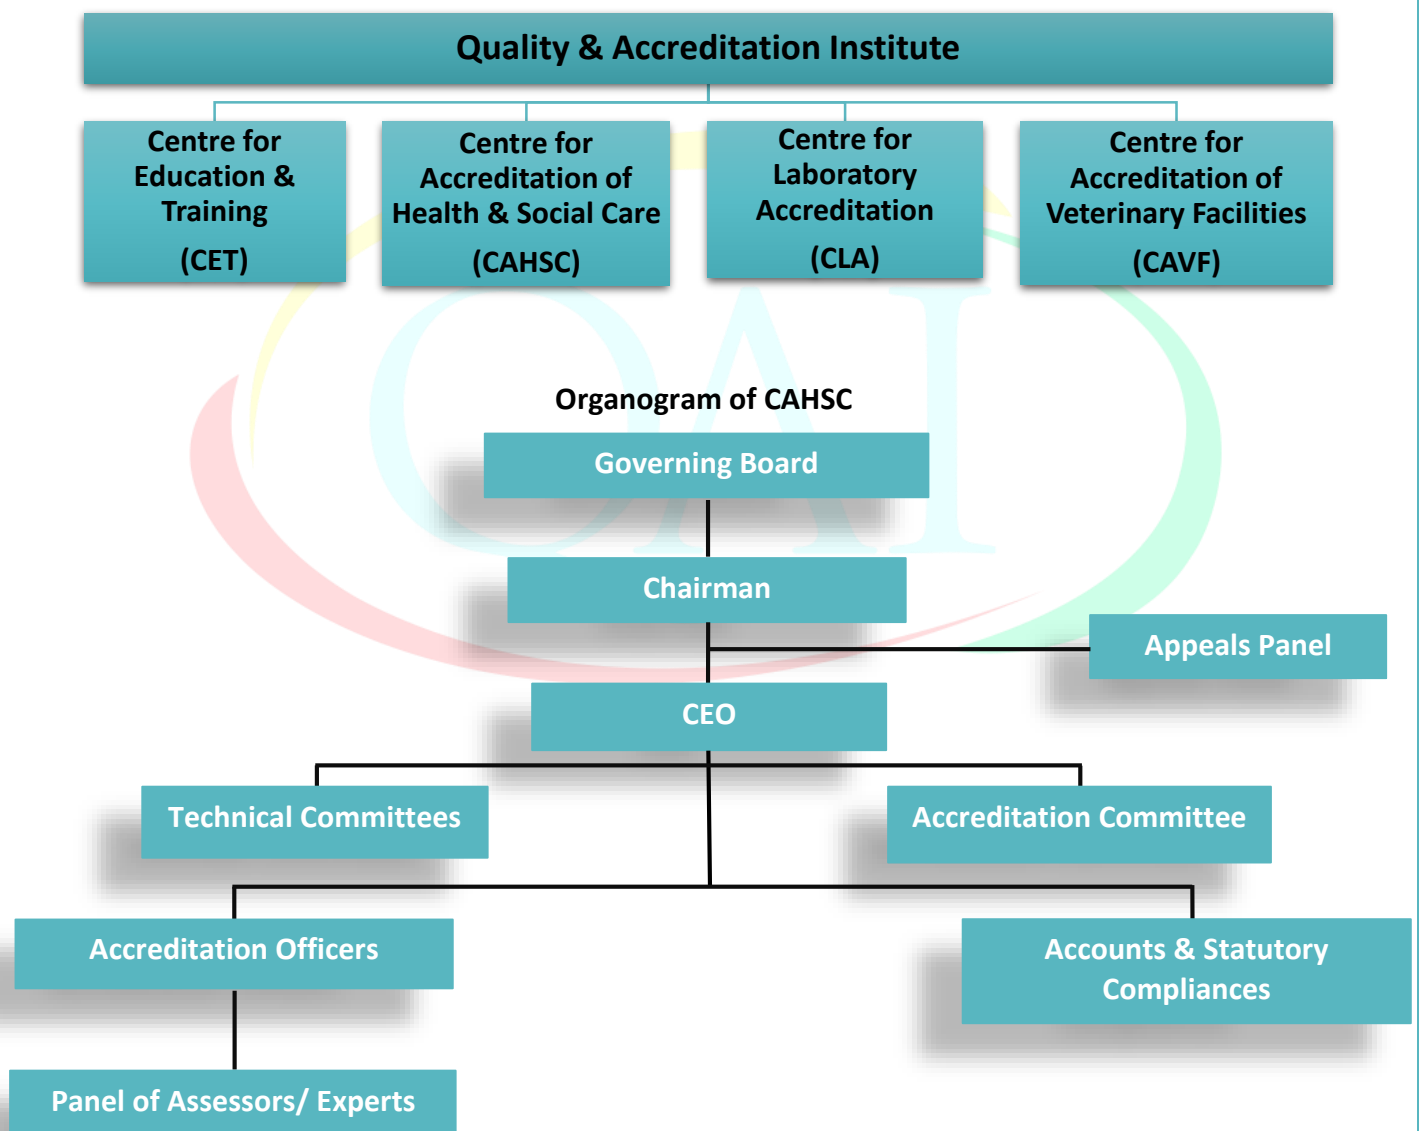 Quality & Accreditation Institute
Centre for
Education &
Training
(CET)
Centre for
Accreditation of
Health & Social Care
(CAHSC)
Centre for
Laboratory
Accreditation
(CLA)
Centre for
Accreditation of
Veterinary Facilities
(CAVF)
QAI
Organogram of CAHSC
Governing Board
Chairman
Appeals Panel
CEO
Technical Committees
Accreditation Committee
Accreditation Officers
Accounts & Statutory
Compliances
Panel of Assessors/ Experts